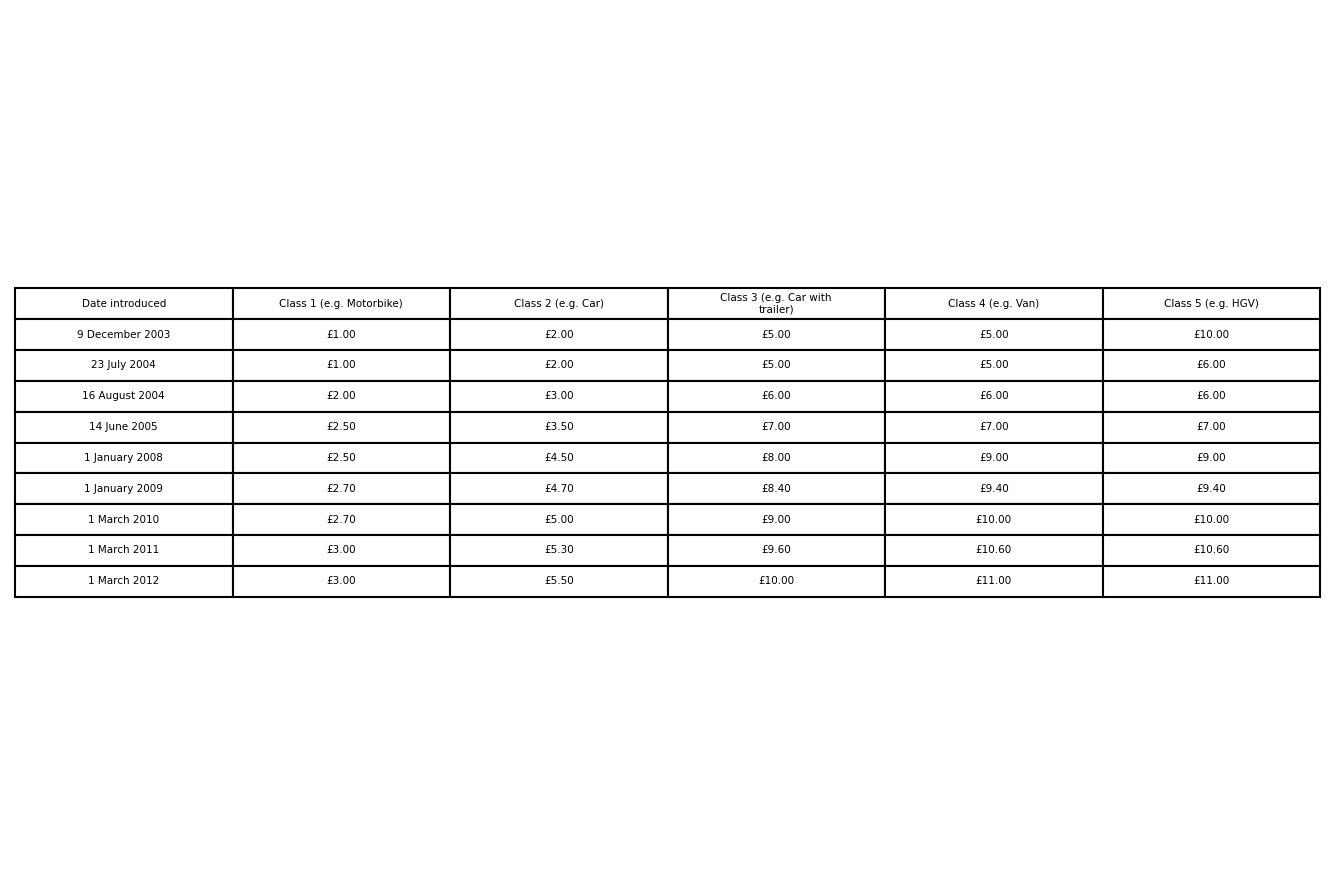 Date introduced Class 1 (e.g. Motorbike) Class 2 (e.g. Car) Class 3 (e.g. Car with trailer) Class 4 (e.g. Van) Class 5 (e.g. HGV)
9 December 2003 £1.00 £2.00 £5.00 £5.00 £10.00
23 July 2004 £1.00 £2.00 £5.00 £5.00 £6.00
16 August 2004 £2.00 £3.00 £6.00 £6.00 £6.00
14 June 2005 £2.50 £3.50 £7.00 £7.00 £7.00
1 January 2008 £2.50 £4.50 £8.00 £9.00 £9.00
1 January 2009 £2.70 £4.70 £8.40 £9.40 £9.40
1 March 2010 £2.70 £5.00 £9.00 £10.00 £10.00
1 March 2011 £3.00 £5.30 £9.60 £10.60 £10.60
1 March 2012 £3.00 £5.50 £10.00 £11.00 £11.00